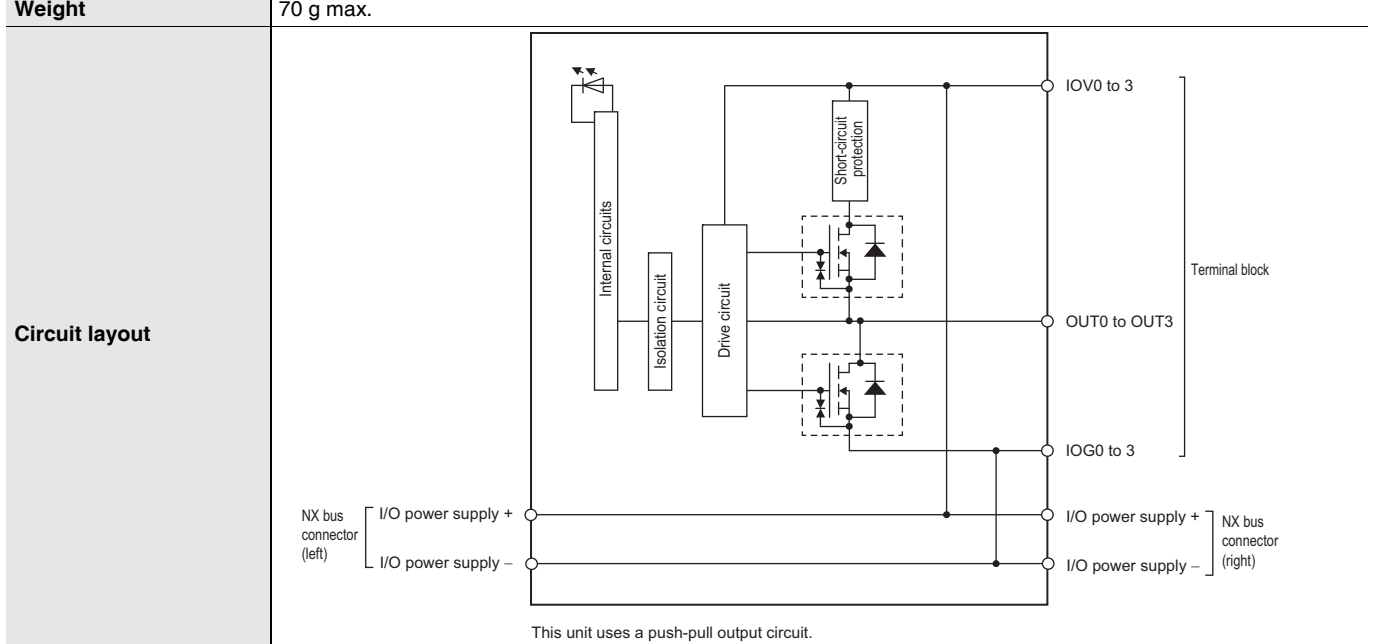 Weight
70 g max.
Circuit layout
Internal circuits
Isolation circuit
Drive circuit
Short-circuit
protection
IOV0 to 3
OUT0 to OUT3
IOG0 to 3
Terminal block
NX bus
connector
(left)
I/O power supply +
I/O power supply –
I/O power supply +
I/O power supply –
NX bus
connector
(right)
This unit uses a push-pull output circuit.